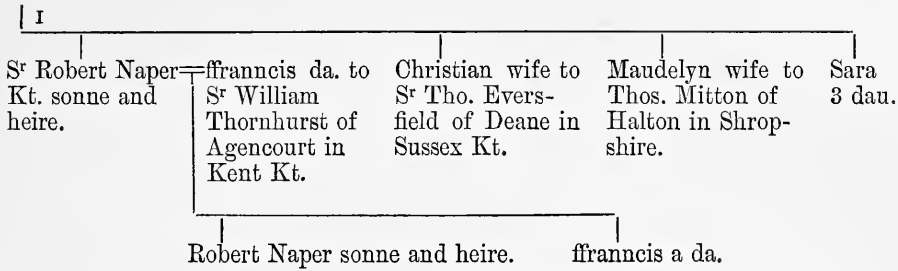 I
Sʳ Robert Naper
Kt. sonne and
heire.
ffranncis da. to
Sʳ William
Thornhurst of
Agencourt in
Kent Kt.
Christian wife to
Sʳ Tho. Evers-
field of Deane in
Sussex Kt.
Maudelyn wife to
Thos. Mitton of
Halton in Shrop-
shire.
Sara
3 dau.
Robert Naper sonne and heire.
ffranncis a da.